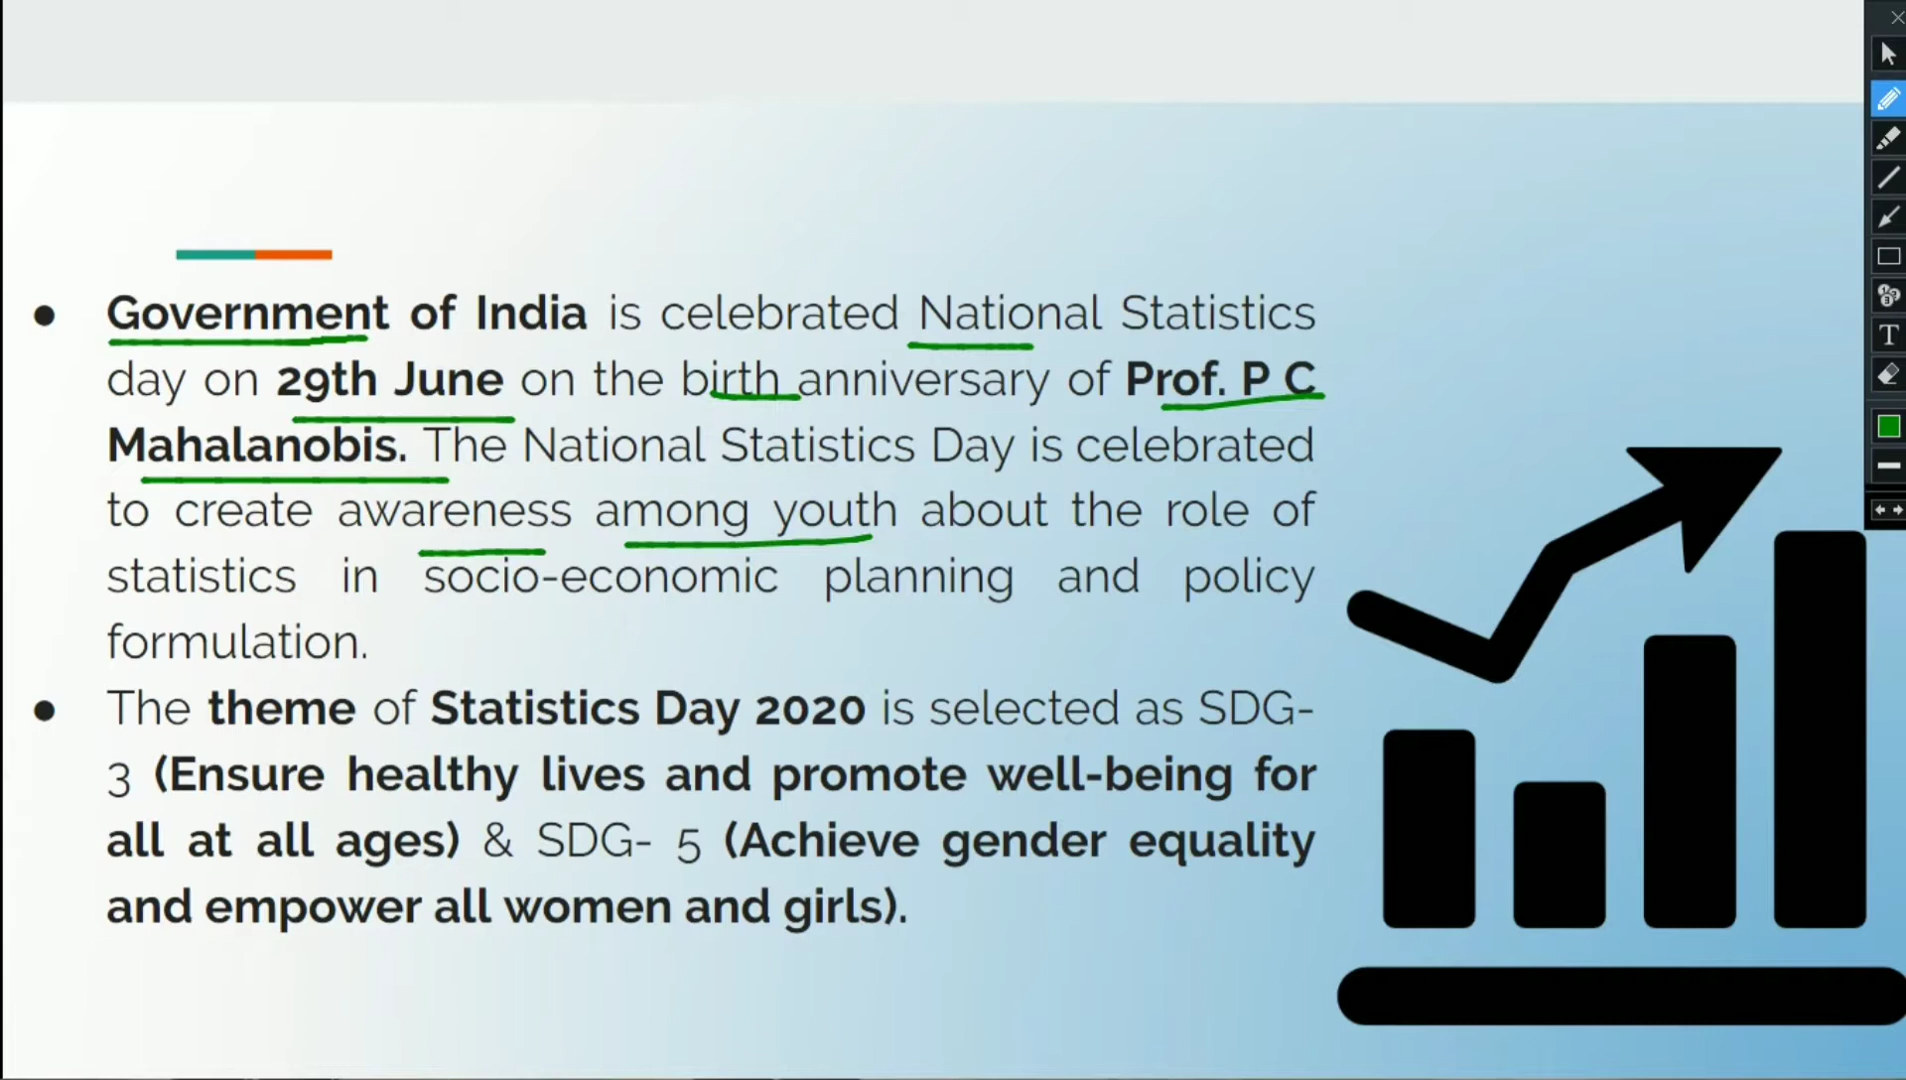 ● Government of India is celebrated National Statistics
day on 29th June on the birth anniversary of Prof. P C
Mahalanobis. The National Statistics Day is celebrated
to create awareness among youth about the role of
statistics in socio-economic planning and policy
formulation.
● The theme of Statistics Day 2020 is selected as SDG-
3 (Ensure healthy lives and promote well-being for
all at all ages) & SDG- 5 (Achieve gender equality
and empower all women and girls).